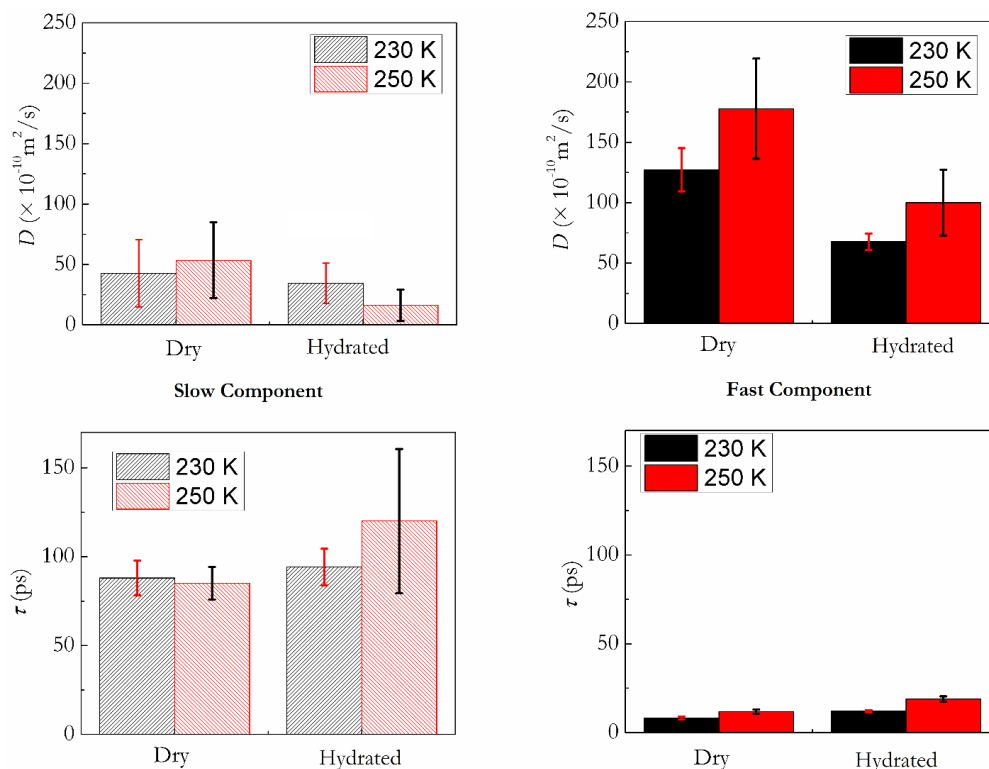 250
200
150
100
50
0
D (× 10⁻¹⁰ m²/s)
230 K
250 K
Dry
Hydrated
Slow Component
250
200
150
100
50
0
D (× 10⁻¹⁰ m²/s)
230 K
250 K
Dry
Hydrated
Fast Component
150
100
50
0
τ (ps)
230 K
250 K
Dry
Hydrated
150
100
50
0
τ (ps)
230 K
250 K
Dry
Hydrated